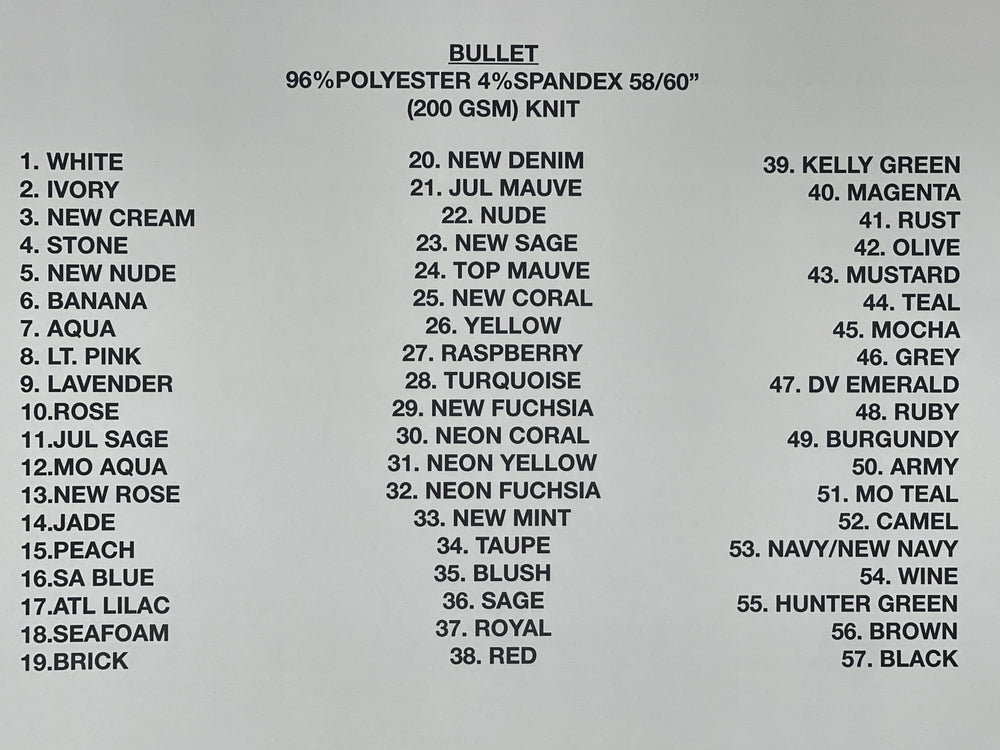 BULLET
96%POLYESTER 4%SPANDEX 58/60”
(200 GSM) KNIT
1. WHITE
2. IVORY
3. NEW CREAM
4. STONE
5. NEW NUDE
6. BANANA
7. AQUA
8. LT. PINK
9. LAVENDER
10.ROSE
11.JUL SAGE
12.MO AQUA
13.NEW ROSE
14.JADE
15.PEACH
16.SA BLUE
17.ATL LILAC
18.SEAFOAM
19.BRICK
20. NEW DENIM
21. JUL MAUVE
22. NUDE
23. NEW SAGE
24. TOP MAUVE
25. NEW CORAL
26. YELLOW
27. RASPBERRY
28. TURQUOISE
29. NEW FUCHSIA
30. NEON CORAL
31. NEON YELLOW
32. NEON FUCHSIA
33. NEW MINT
34. TAUPE
35. BLUSH
36. SAGE
37. ROYAL
38. RED
39. KELLY GREEN
40. MAGENTA
41. RUST
42. OLIVE
43. MUSTARD
44. TEAL
45. MOCHA
46. GREY
47. DV EMERALD
48. RUBY
49. BURGUNDY
50. ARMY
51. MO TEAL
52. CAMEL
53. NAVY/NEW NAVY
54. WINE
55. HUNTER GREEN
56. BROWN
57. BLACK